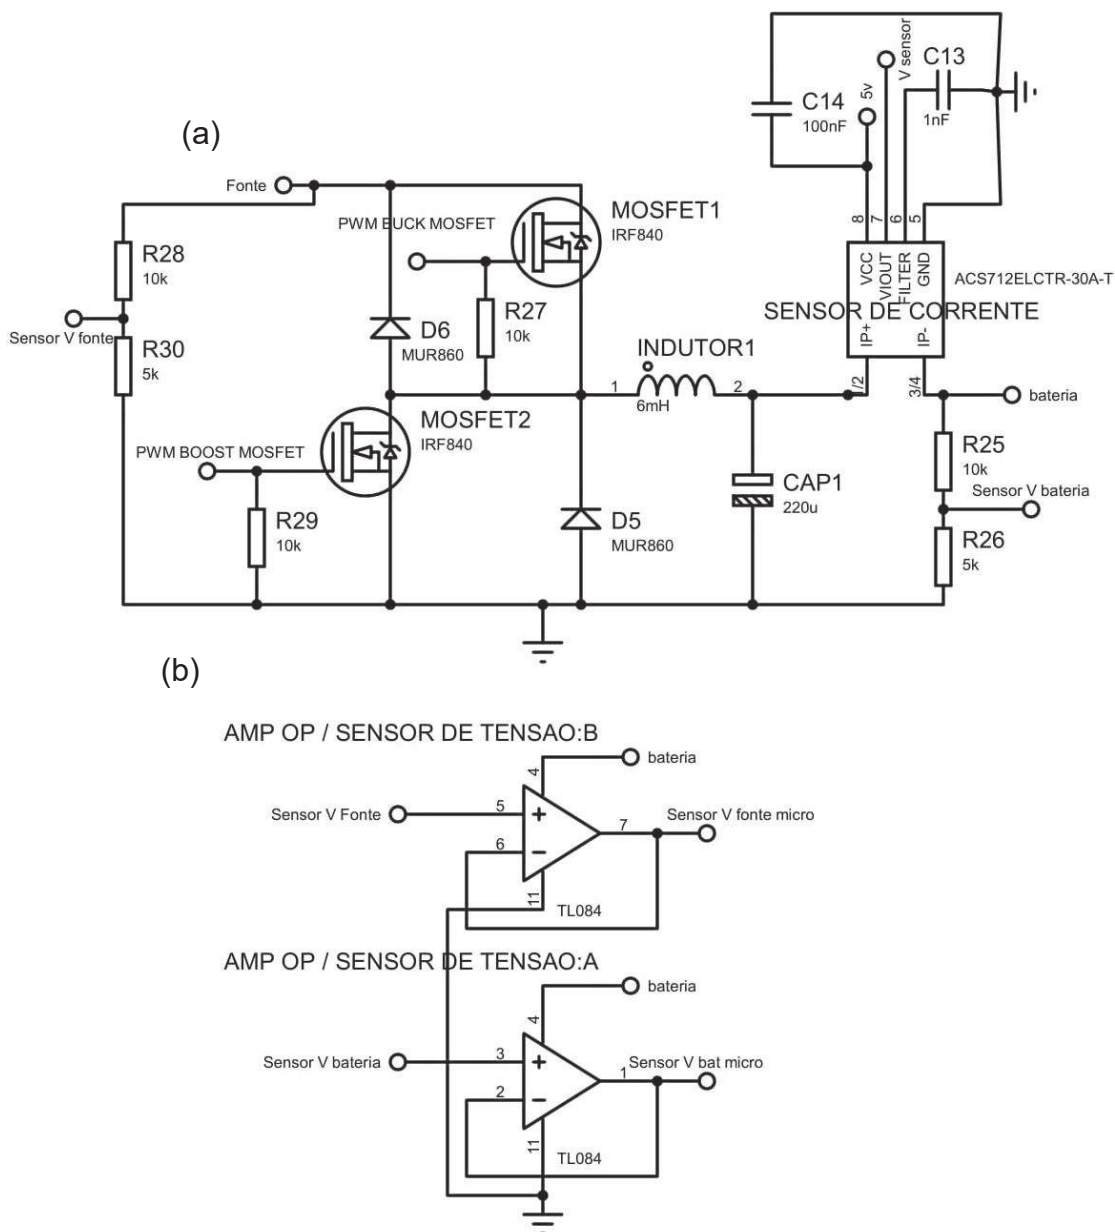 (a)
Fonte
R28
10k
Sensor V fonte
R30
5k
PWM BUCK MOSFET
MOSFET1
IRF840
R27
10k
D6
MUR860
PWM BOOST MOSFET
MOSFET2
IRF840
R29
10k
D5
MUR860
INDUTOR1
1
2
6mH
CAP1
220u
C14
100nF
5v
V sensor
C13
1nF
8
7
6
5
VCC
VIOUT
FILTER
GND
ACS712ELCTR-30A-T
SENSOR DE CORRENTE
IP+
IP-
1/2
3/4
bateria
R25
10k
Sensor V bateria
R26
5k
(b)
AMP OP / SENSOR DE TENSAO:B
4
bateria
Sensor V Fonte
5
+
6
−
7
Sensor V fonte micro
11
TL084
AMP OP / SENSOR DE TENSAO:A
4
bateria
Sensor V bateria
3
+
2
−
1
Sensor V bat micro
11
TL084